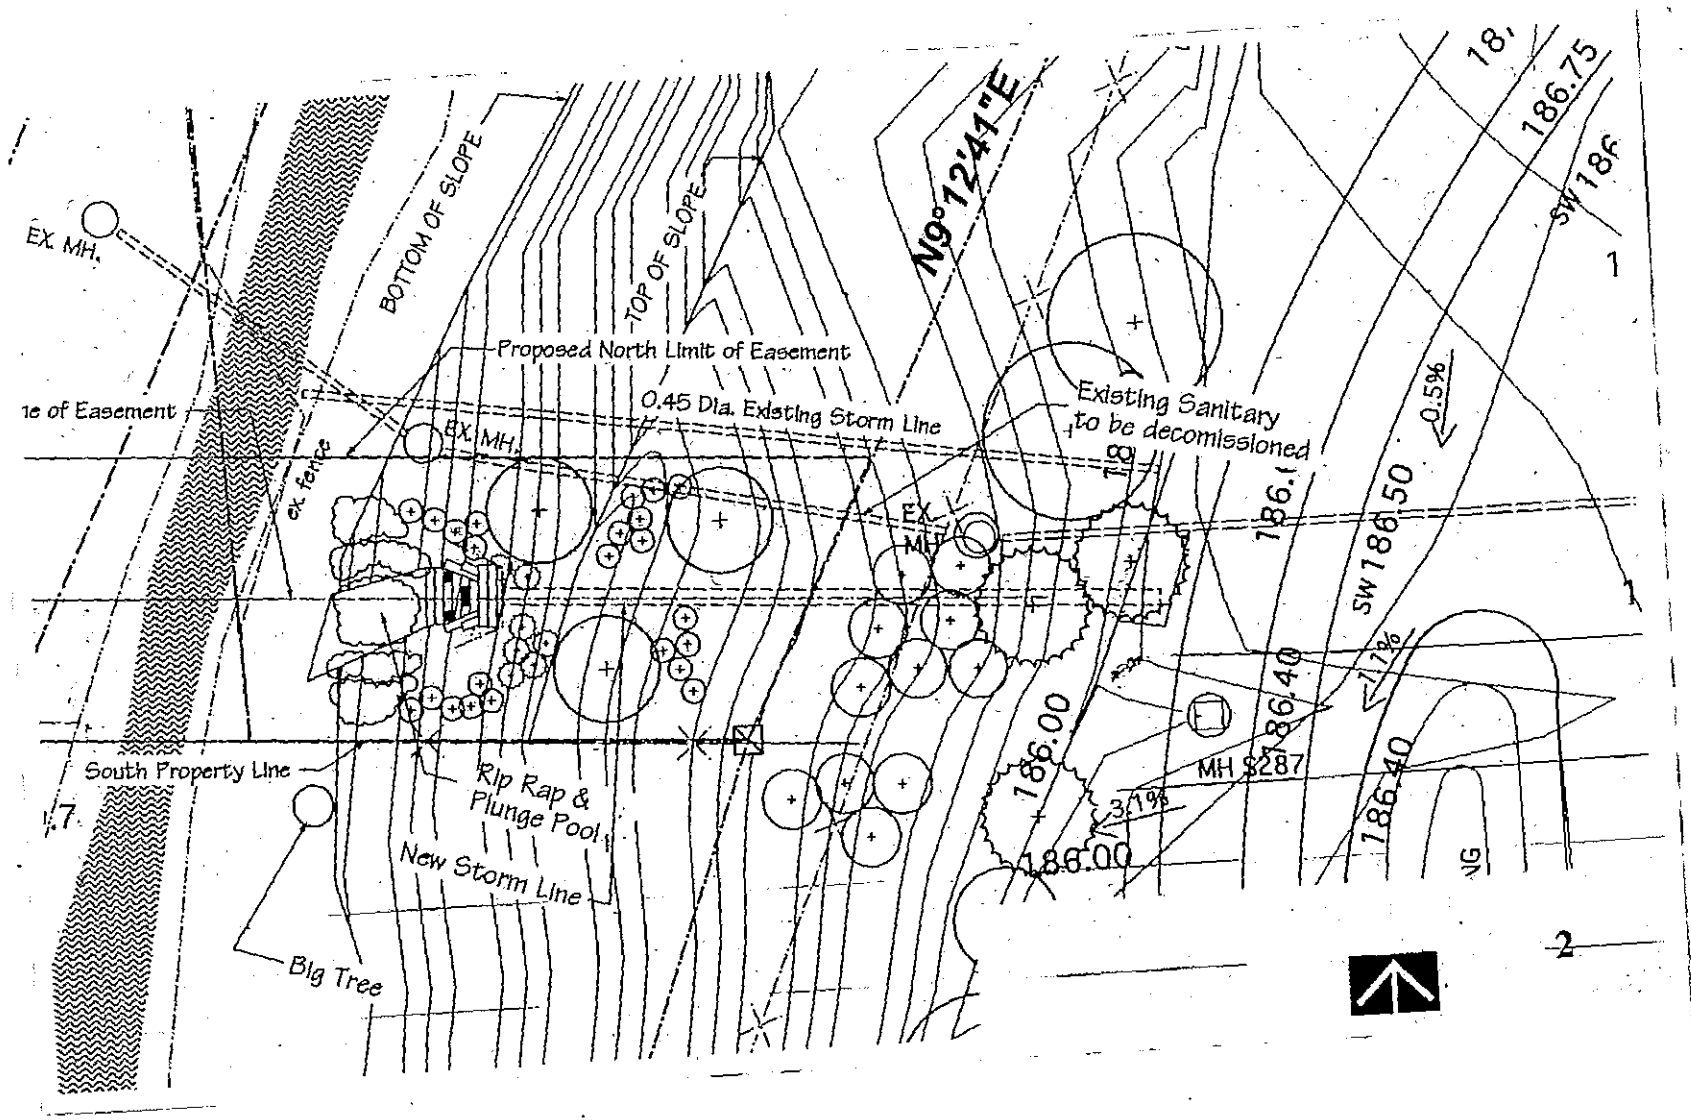 186.75
SW 186
N9°12'41"E
BOTTOM OF SLOPE
TOP OF SLOPE
EX. MH.
1
Proposed North Limit of Easement
0.5%
of Easement
0.45 Dia. Existing Storm Line
Existing Sanitary
to be decomissioned
EX. MH.
ex. fence
18
186.
SW 186.50
EX.
MH
1
1.1%
186.40
186.00
South Property Line
Rip Rap &
Plunge Pool
MH S287
186.40
3.1%
186.00
New Storm Line
Big Tree
2